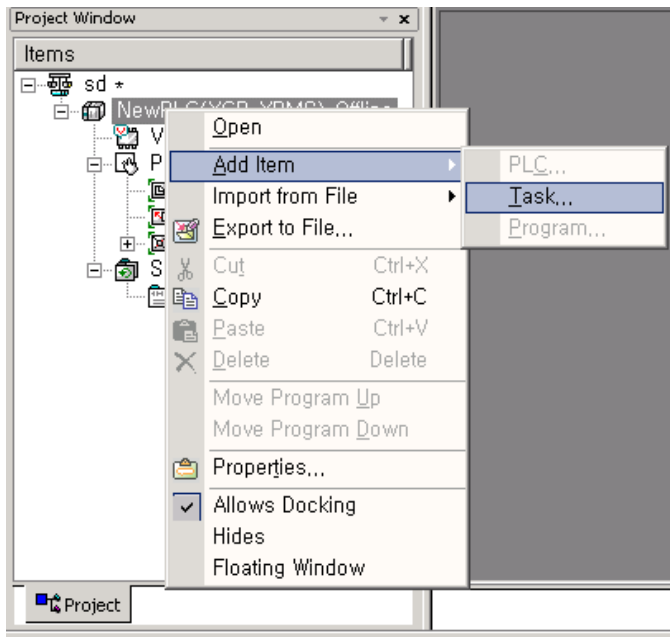 Project Window
Items
sd *
NewPLC(XGB-XBMS)-Offline
V
P
S
Open
Add Item
Import from File
Export to File...
Cut Ctrl+X
Copy Ctrl+C
Paste Ctrl+V
Delete Delete
Move Program Up
Move Program Down
Properties...
Allows Docking
Hides
Floating Window
PLC...
Task...
Program...
Project